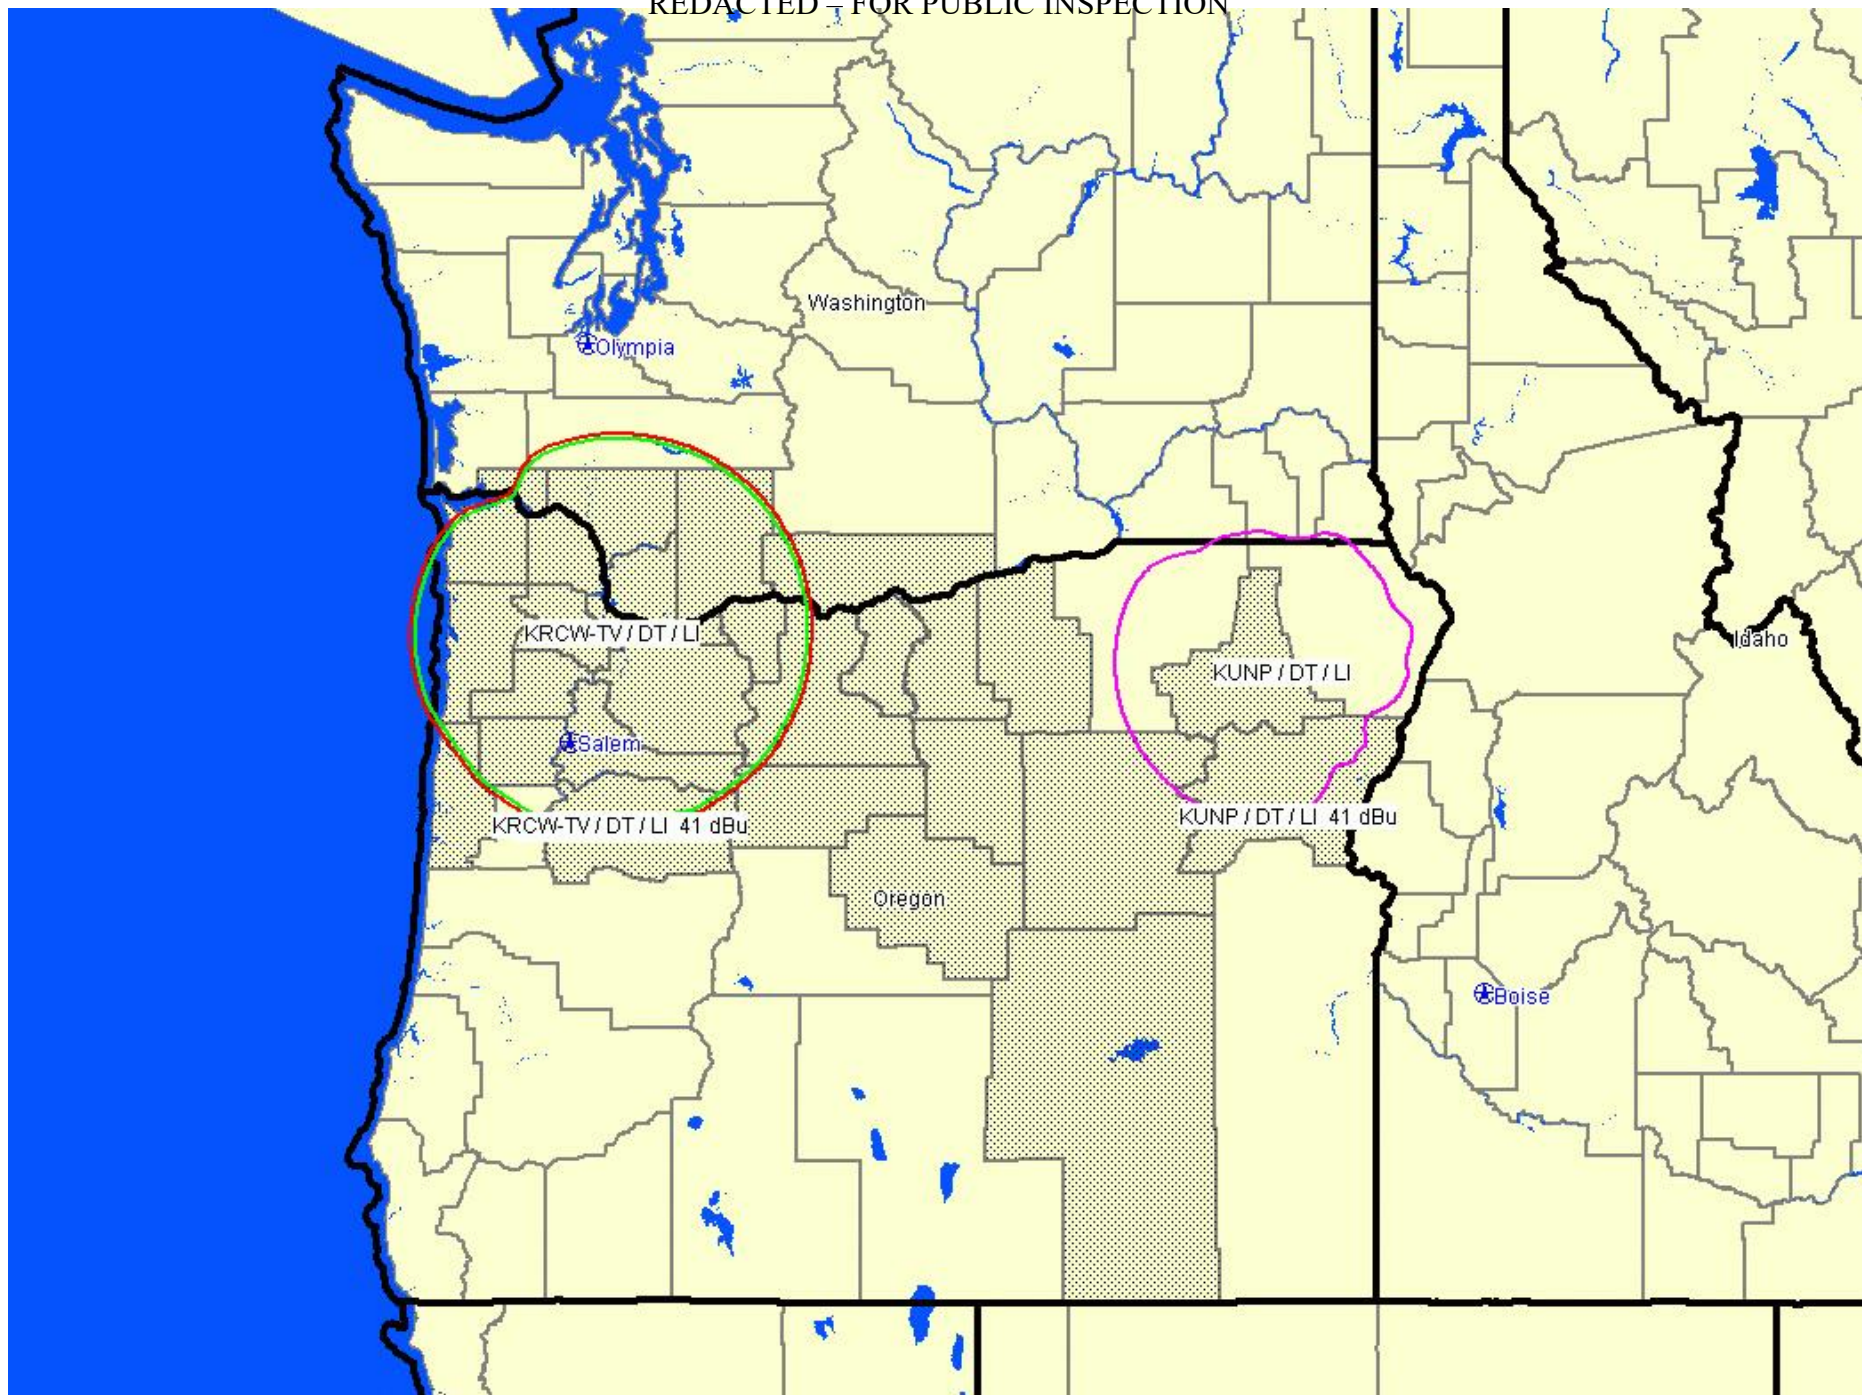 REDACTED – FOR PUBLIC INSPECTION
Washington
Olympia
KRCW-TV / DT / LI
Idaho
KUNP / DT / LI
Salem
KUNP / DT / LI 41 dBu
KRCW-TV / DT / LI 41 dBu
Oregon
Boise